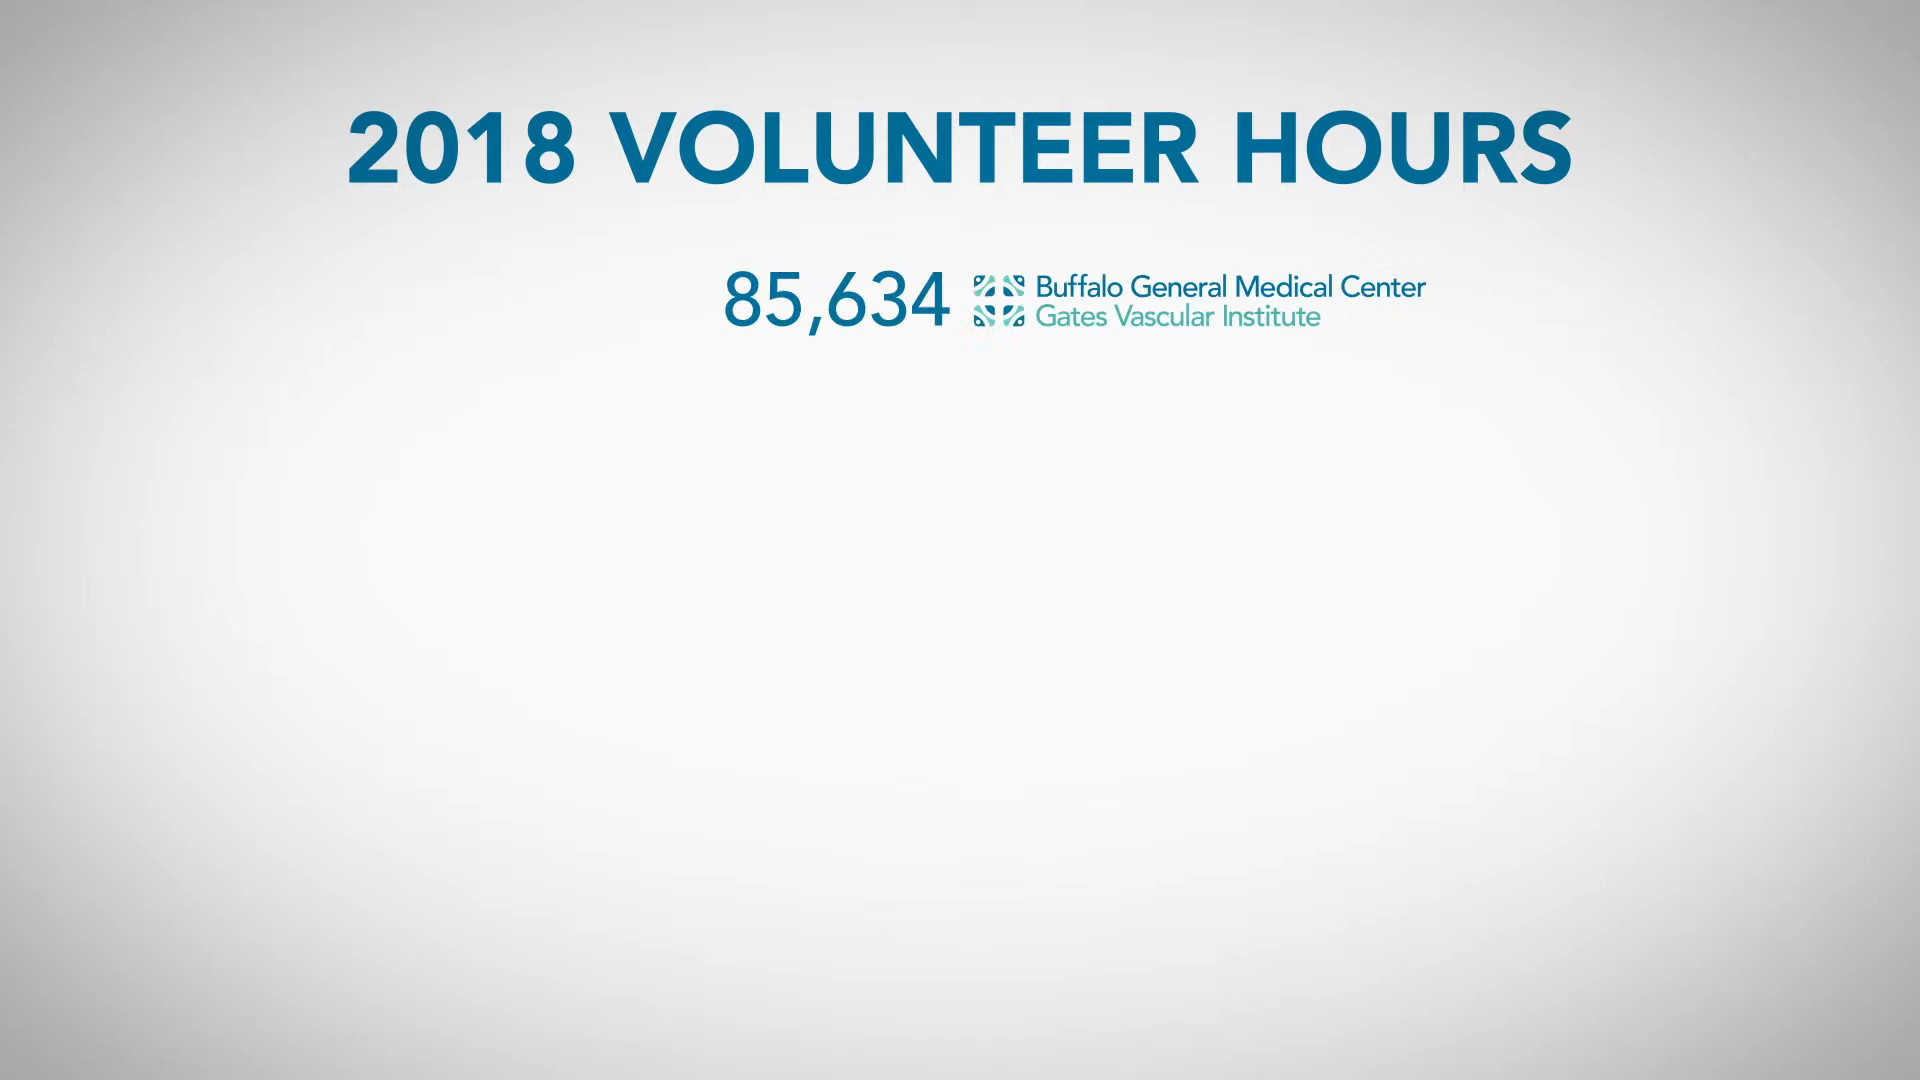 2018 VOLUNTEER HOURS
85,634 Buffalo General Medical Center
Gates Vascular Institute